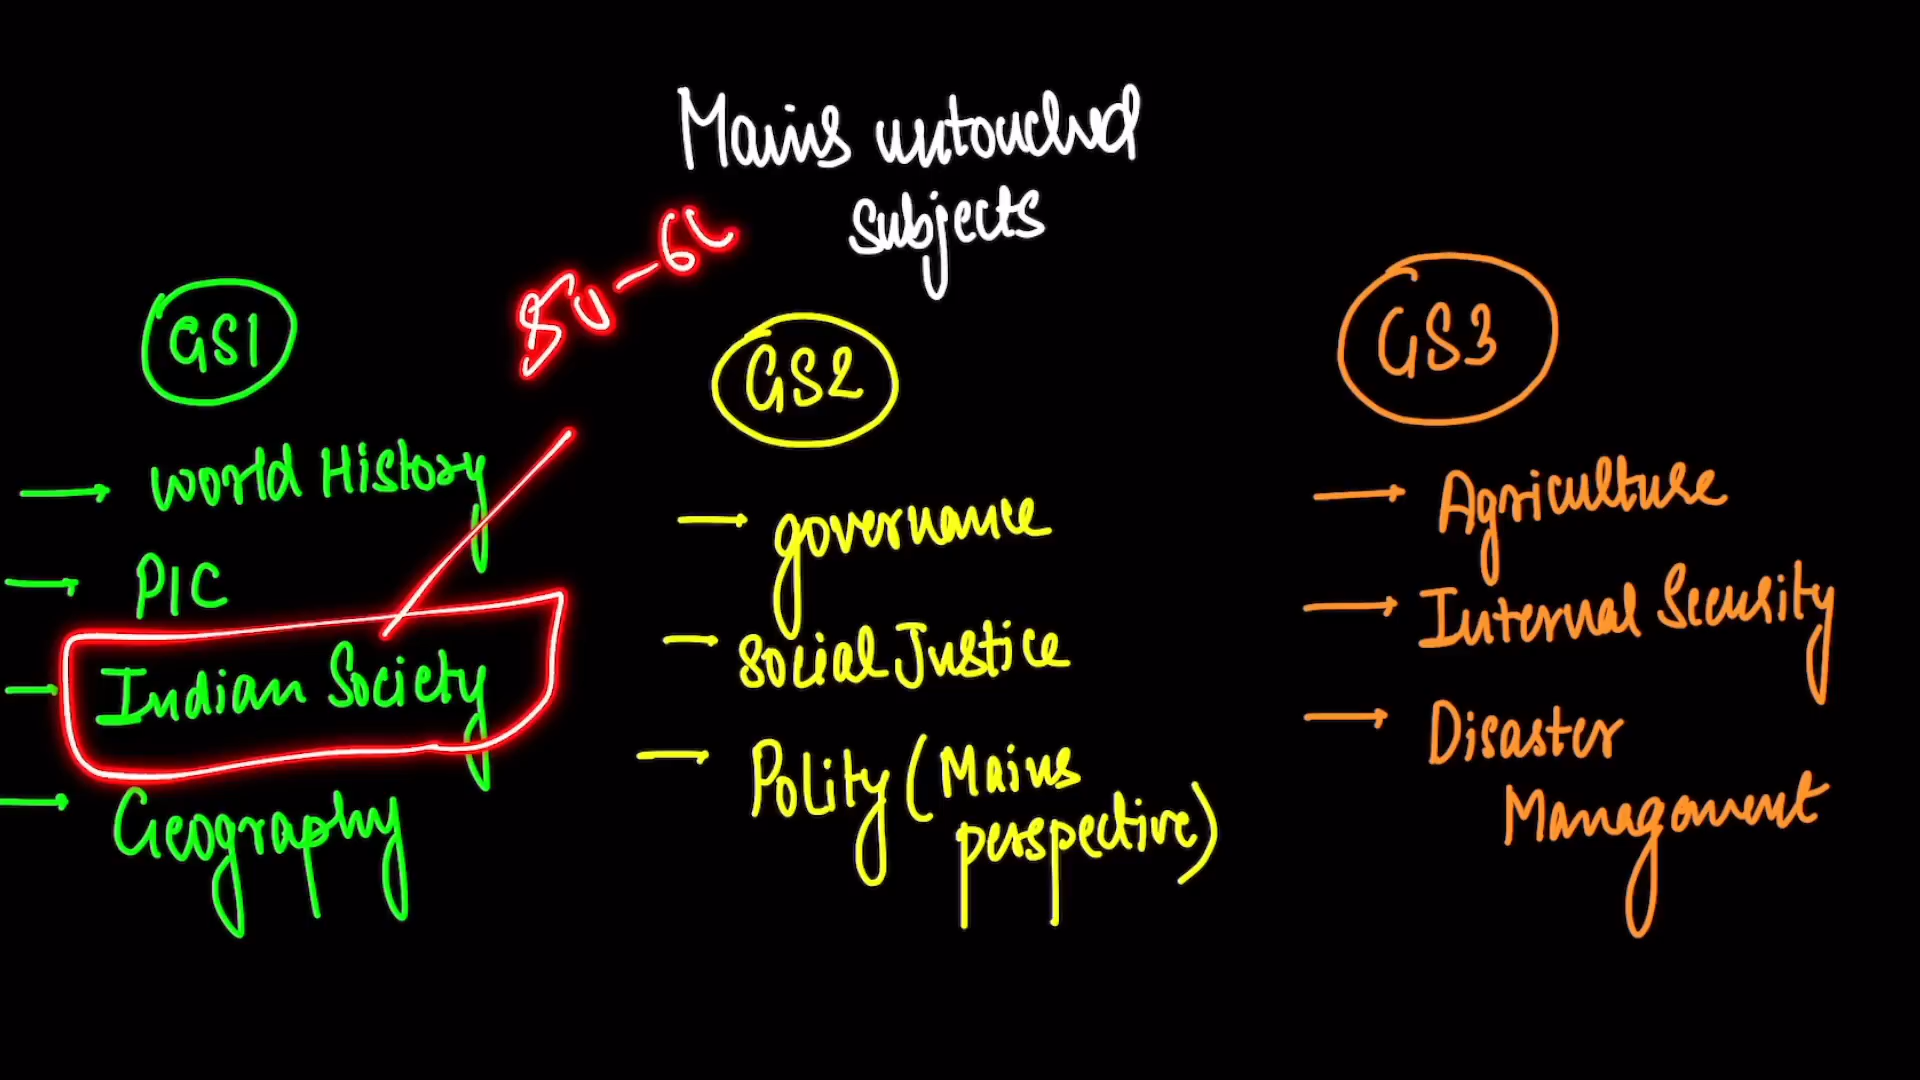 Mains untouched
subjects
50-60
GS1
World History
PIC
Indian Society
Geography
GS2
governance
Social Justice
Polity (Mains
perspective)
GS3
Agriculture
Internal Security
Disaster
Management